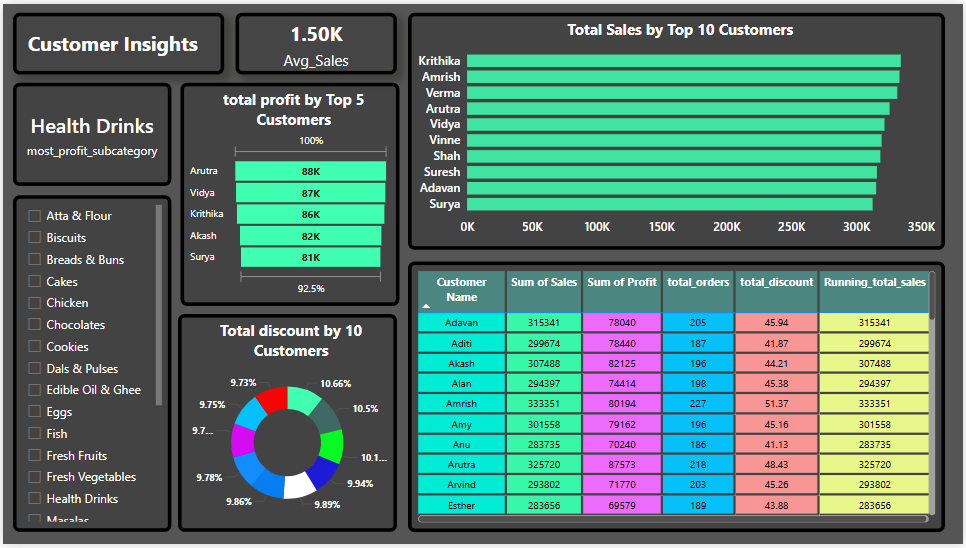 Customer Insights
1.50K
Avg_Sales
Health Drinks
most_profit_subcategory
Atta & Flour
Biscuits
Breads & Buns
Cakes
Chicken
Chocolates
Cookies
Dals & Pulses
Edible Oil & Ghee
Eggs
Fish
Fresh Fruits
Fresh Vegetables
Health Drinks
Masalas
total profit by Top 5
Customers
100%
Arutra 88K
Vidya 87K
Krithika 86K
Akash 82K
Surya 81K
92.5%
Total discount by 10
Customers
10.66%
10.5%
10.1...
9.94%
9.89%
9.86%
9.78%
9.7...
9.75%
9.73%
Total Sales by Top 10 Customers
Krithika
Amrish
Verma
Arutra
Vidya
Vinne
Shah
Suresh
Adavan
Surya
0K 50K 100K 150K 200K 250K 300K 350K
Customer Name Sum of Sales Sum of Profit total_orders total_discount Running_total_sales
Adavan 315341 78040 205 45.94 315341
Aditi 299674 78440 187 41.87 299674
Akash 307488 82125 196 44.21 307488
Alan 294397 74414 198 45.38 294397
Amrish 333351 80194 227 51.37 333351
Amy 301558 79162 196 45.16 301558
Anu 283735 70240 186 41.13 283735
Arutra 325720 87573 218 48.43 325720
Arvind 293802 71770 203 45.26 293802
Esther 283656 69579 189 43.88 283656